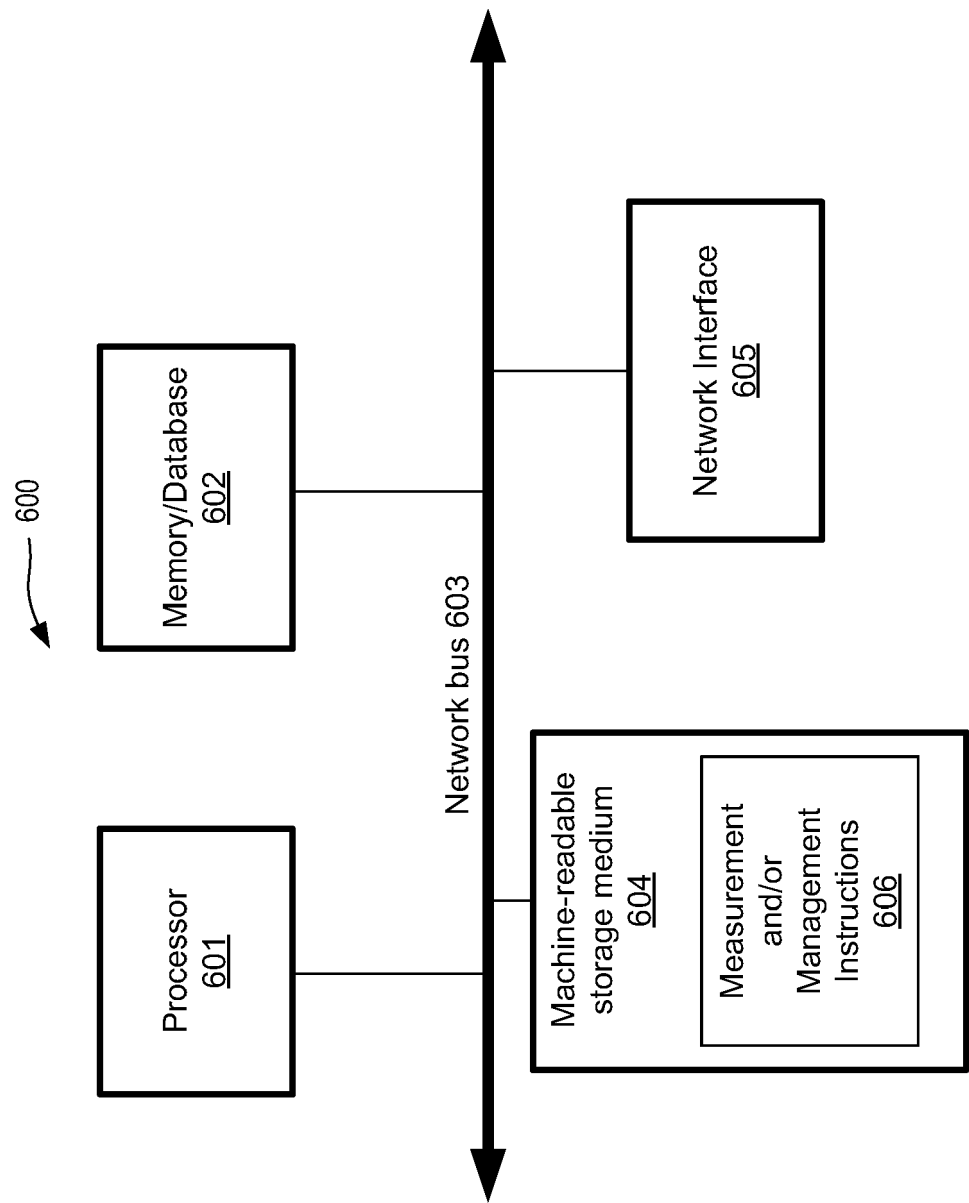 600
Processor
601
Memory/Database
602
Network bus 603
Machine-readable
storage medium
604
Measurement
and/or
Management
Instructions
606
Network Interface
605